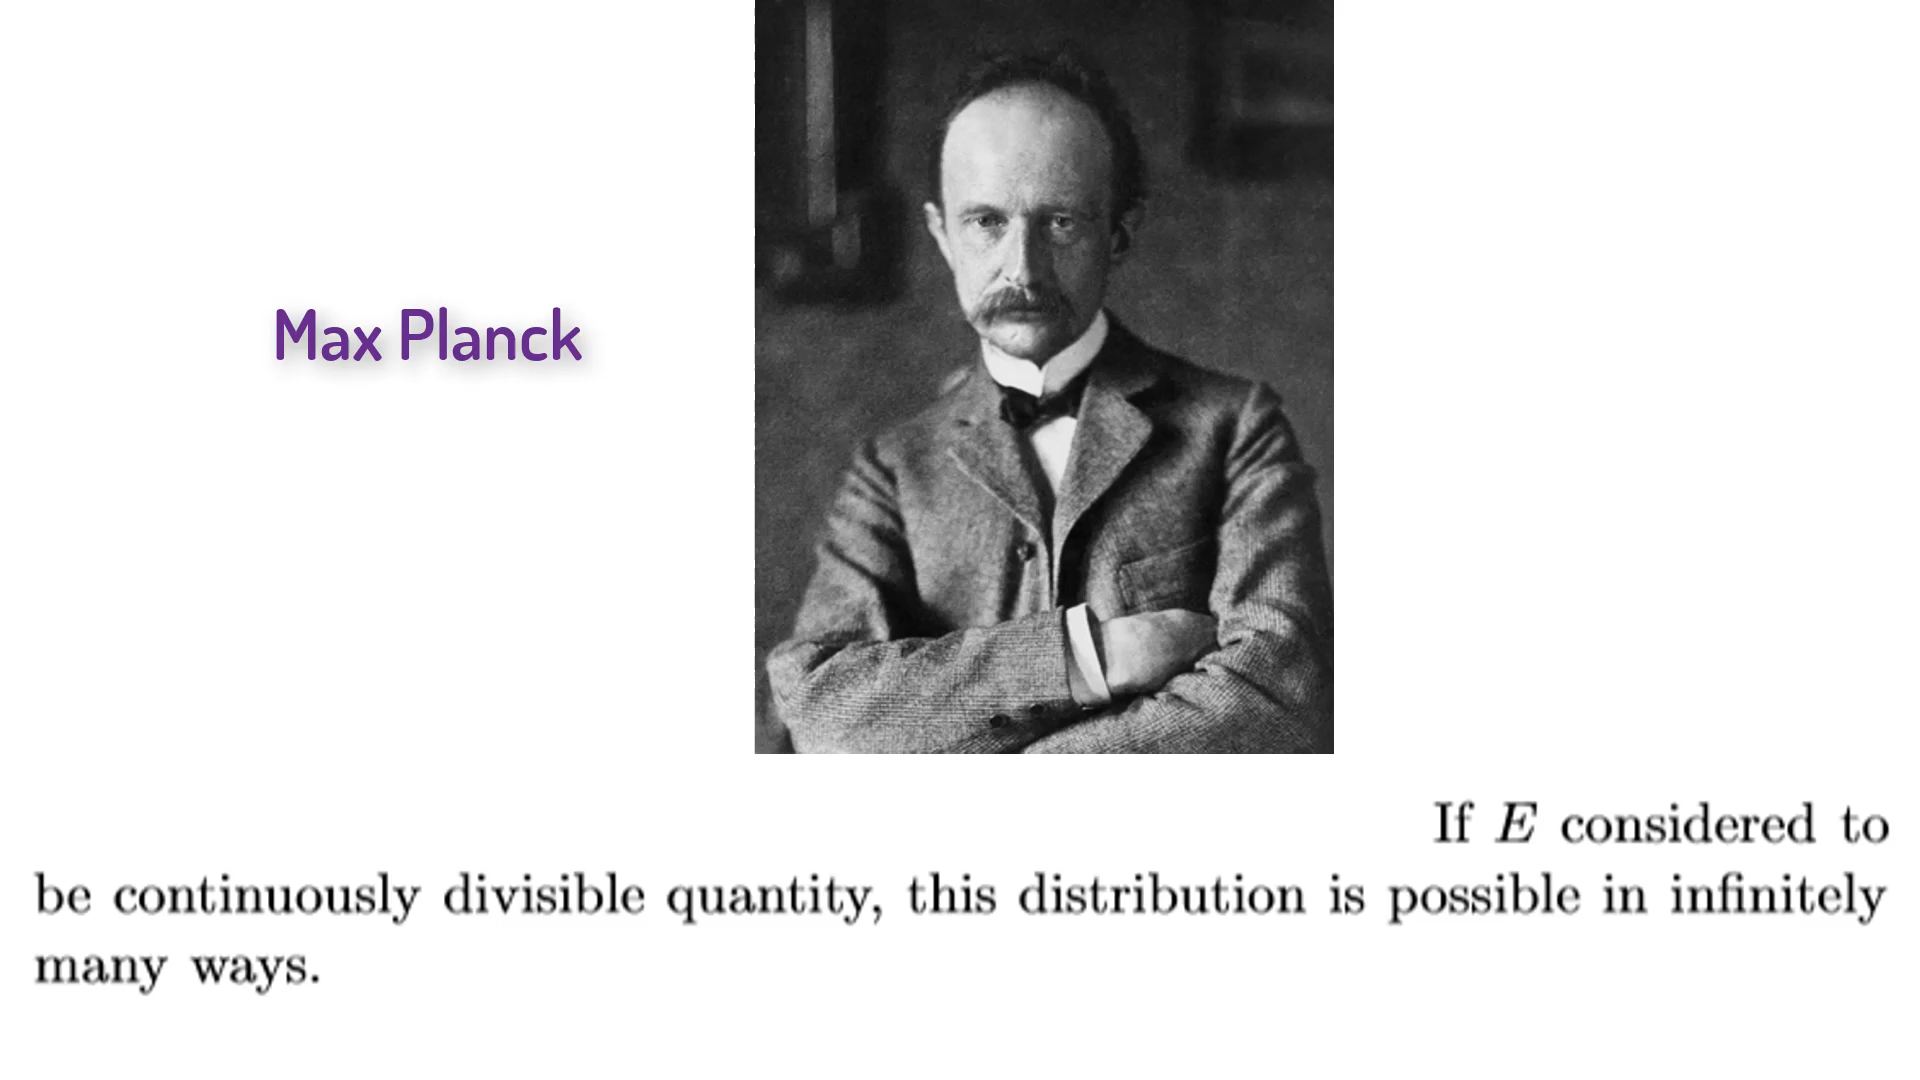 Max Planck
If E considered to
be continuously divisible quantity, this distribution is possible in infinitely
many ways.